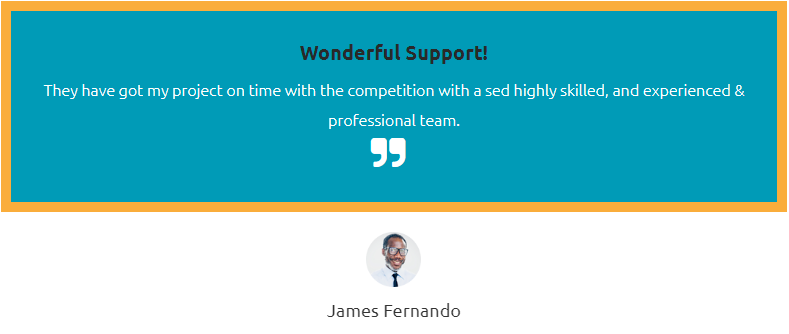 Wonderful Support!
They have got my project on time with the competition with a sed highly skilled, and experienced &
professional team.
James Fernando